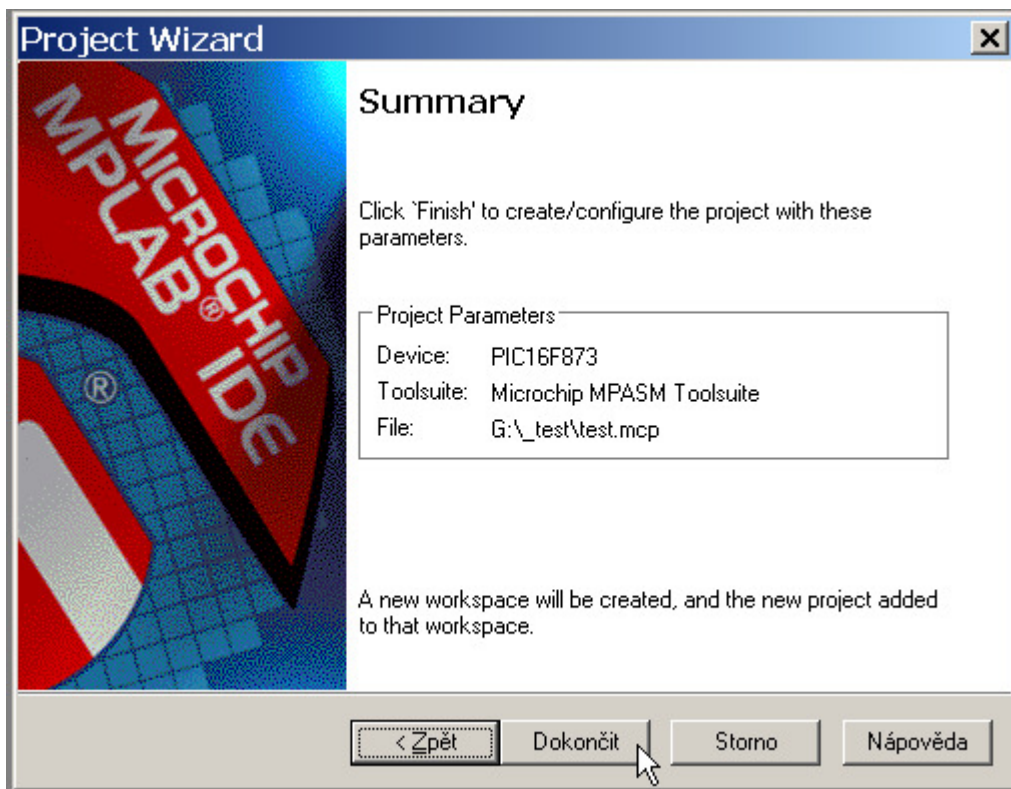 Project Wizard
MICROCHIP
MPLAB® IDE
®
Summary
Click `Finish' to create/configure the project with these
parameters.
Project Parameters
Device: PIC16F873
Toolsuite: Microchip MPASM Toolsuite
File: G:\_test\test.mcp
A new workspace will be created, and the new project added
to that workspace.
< Zpět Dokončit Storno Nápověda